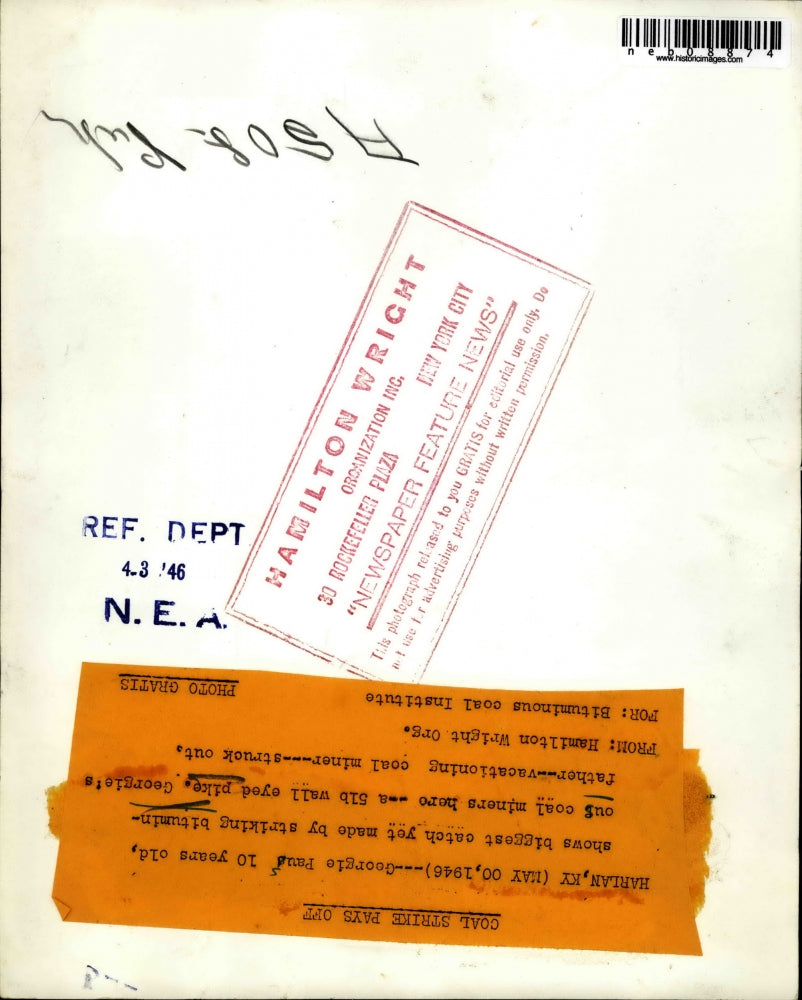 neb08874
www.historicimages.com
HAMILTON WRIGHT
ORGANIZATION INC.
30 ROCKEFELLER PLAZA NEW YORK CITY
"NEWSPAPER FEATURE NEWS"
This photograph released to you GRATIS for editorial use only. Do
not use for advertising purposes without written permission.
REF. DEPT
4-3 '46
N. E. A.
COAL STRIKE PAYS OFF
HARLAN,KY (MAY 00,1946)---Georgie 10 years old,
shows biggest catch yet made by striking bitumin-
ous coal miners hero --a 5lb wall eyed pike. Georgie's
father--vacationing coal miner---struck out.
FROM: Hamilton Wright Org.
FOR: Bituminous coal Institute
PHOTO GRATIS